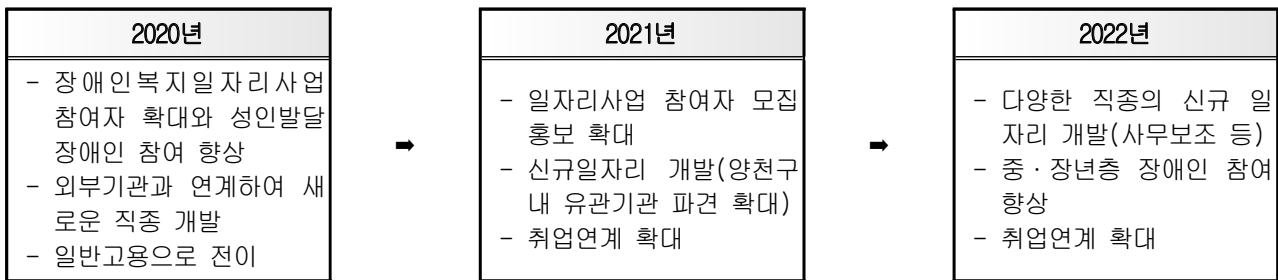 2020년
- 장애인복지일자리사업
참여자 확대와 성인발달
장애인 참여 향상
- 외부기관과 연계하여 새
로운 직종 개발
- 일반고용으로 전이
➡
2021년
- 일자리사업 참여자 모집
홍보 확대
- 신규일자리 개발(양천구
내 유관기관 파견 확대)
- 취업연계 확대
➡
2022년
- 다양한 직종의 신규 일
자리 개발(사무보조 등)
- 중·장년층 장애인 참여
향상
- 취업연계 확대